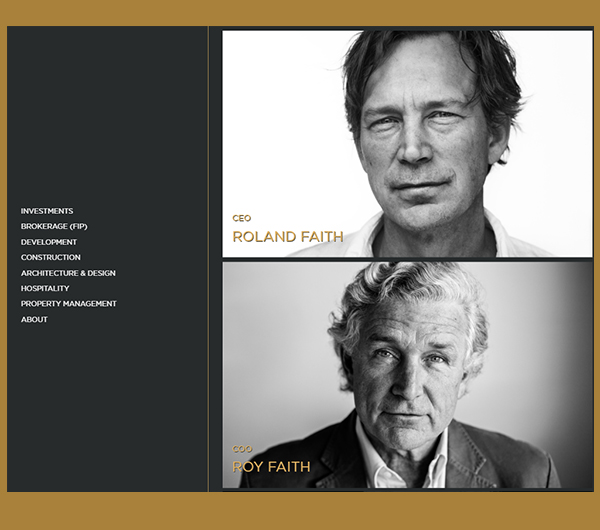 INVESTMENTS
BROKERAGE (FIP)
DEVELOPMENT
CONSTRUCTION
ARCHITECTURE & DESIGN
HOSPITALITY
PROPERTY MANAGEMENT
ABOUT
CEO
ROLAND FAITH
COO
ROY FAITH